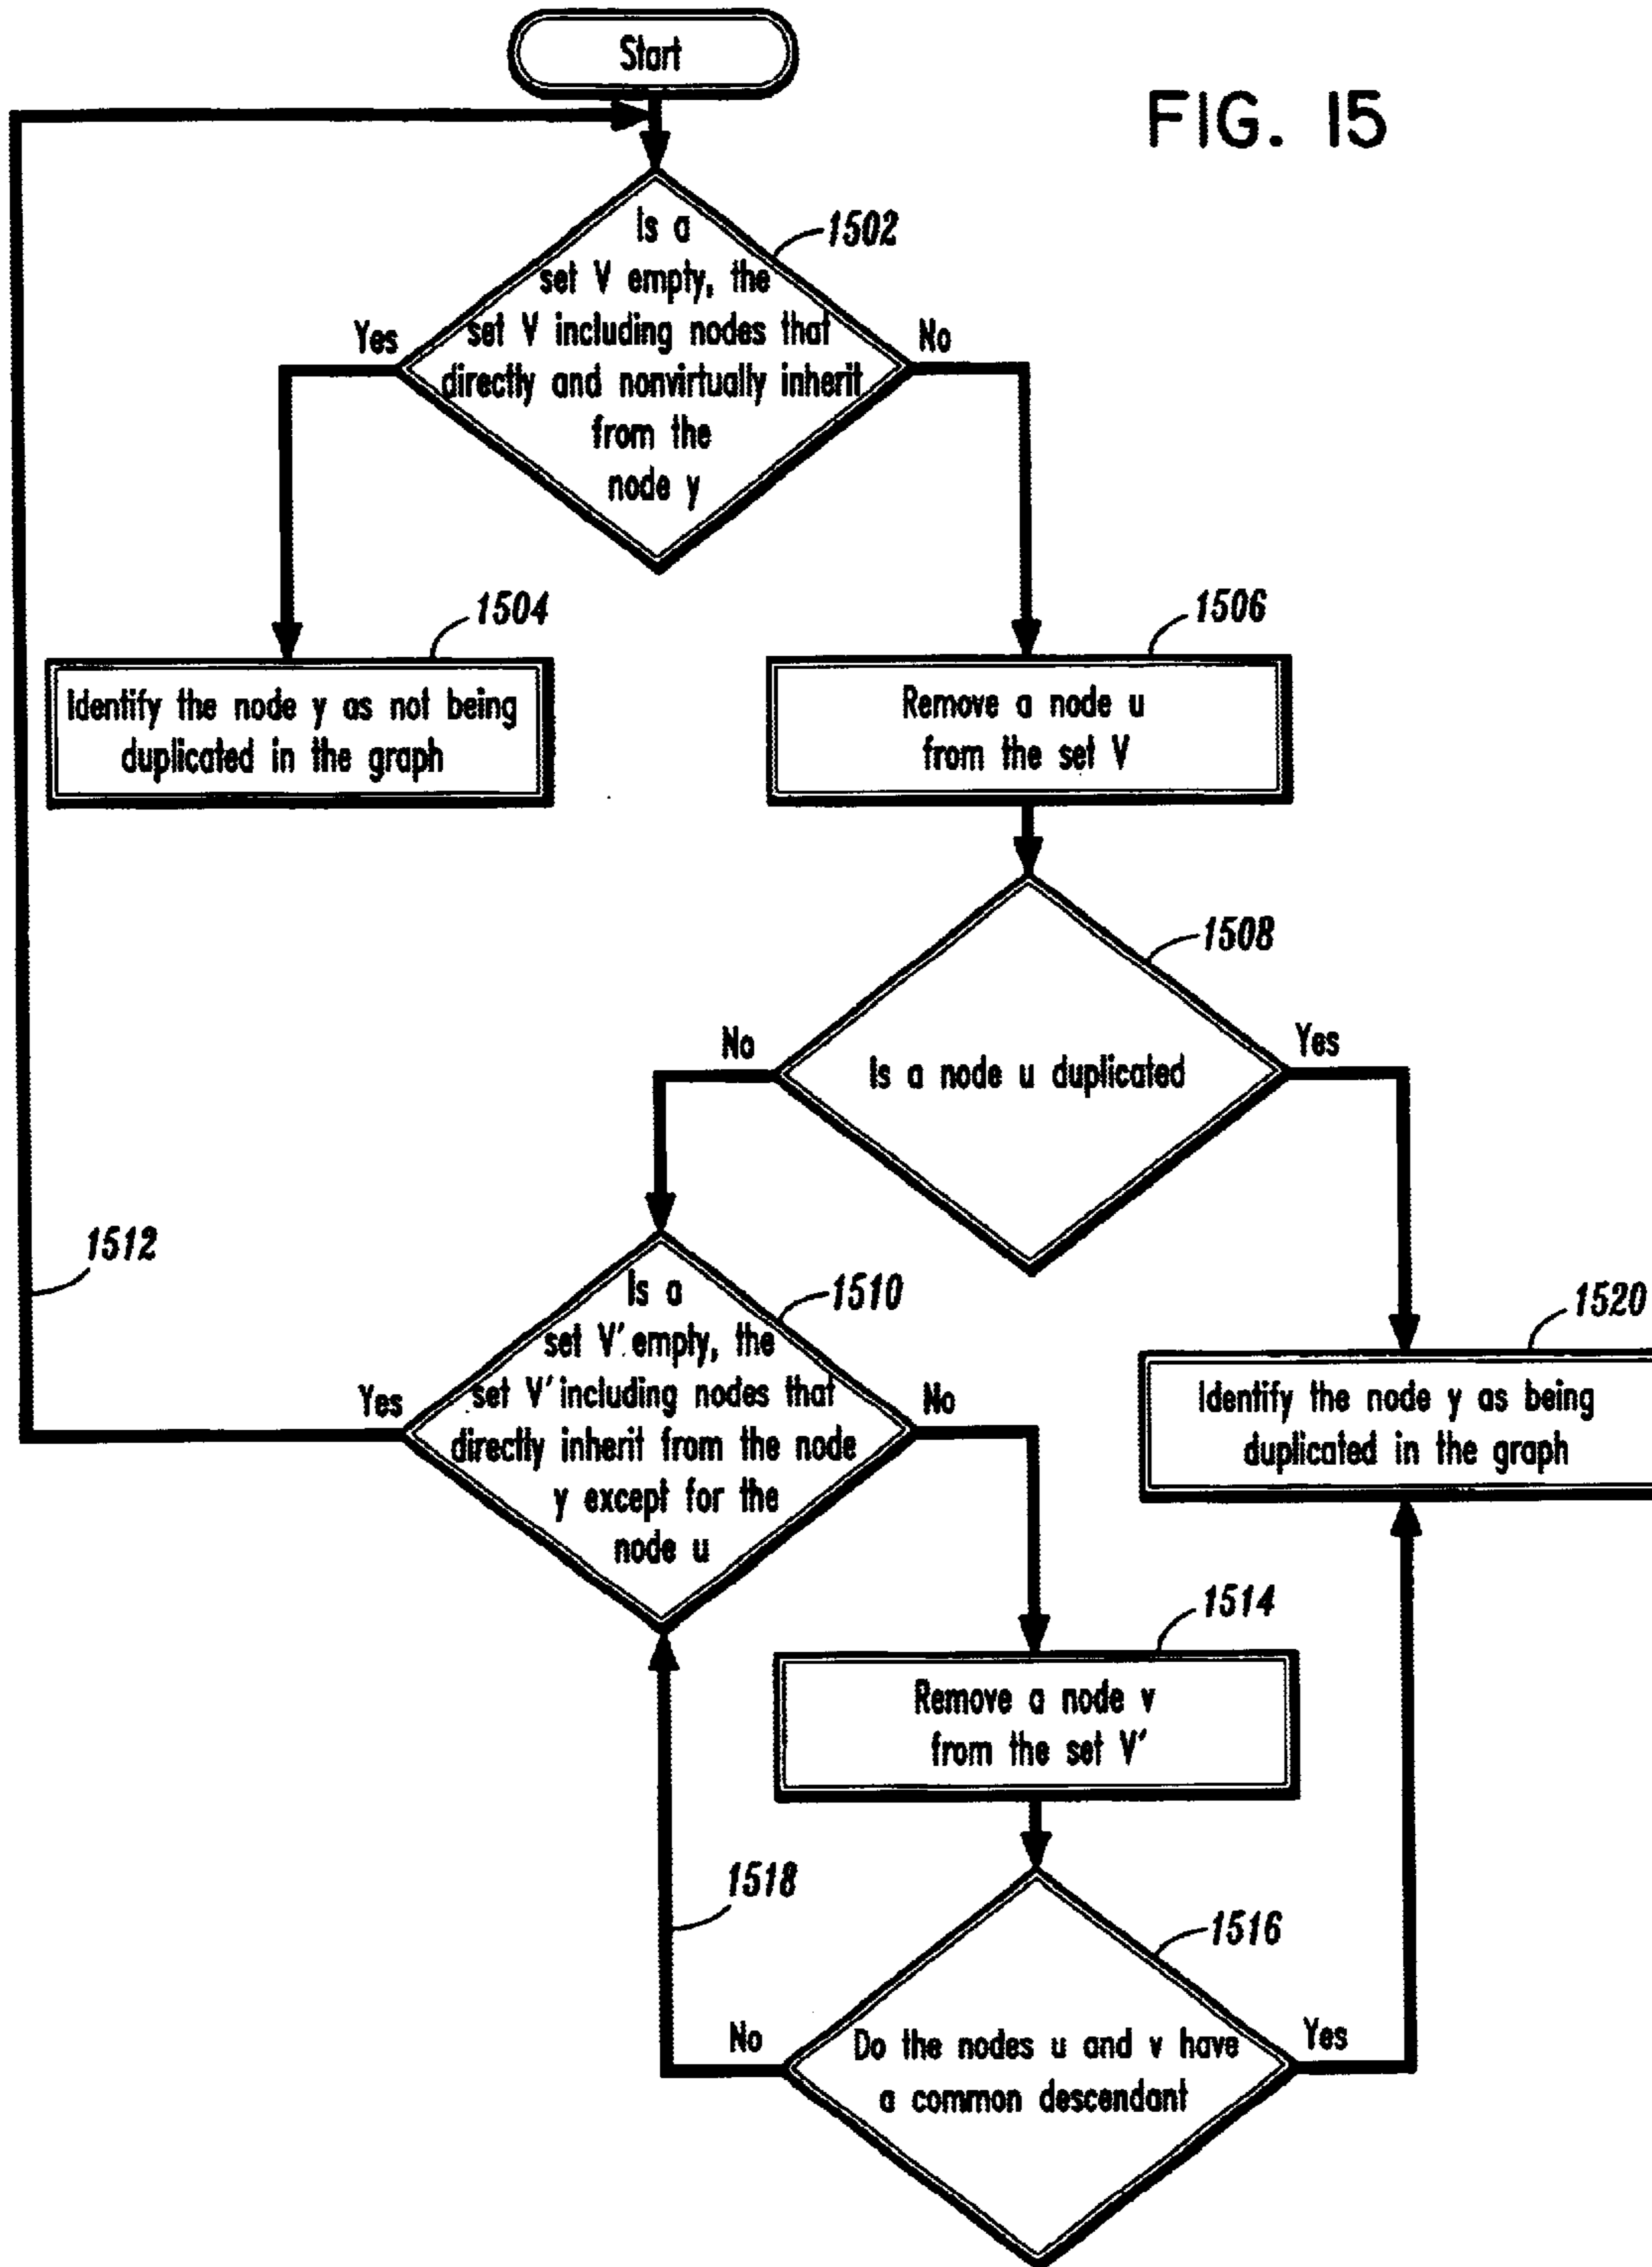 Start
FIG. 15
Is a
set V empty, the
set V including nodes that
directly and nonvirtually inherit
from the
node y
1502
Yes
No
1504
Identify the node y as not being
duplicated in the graph
1506
Remove a node u
from the set V
1508
Is a node u duplicated
No
Yes
1512
Is a
set V' empty, the
set V' including nodes that
directly inherit from the node
y except for the
node u
1510
Yes
No
1520
Identify the node y as being
duplicated in the graph
1514
Remove a node v
from the set V'
1518
1516
Do the nodes u and v have
a common descendant
No
Yes